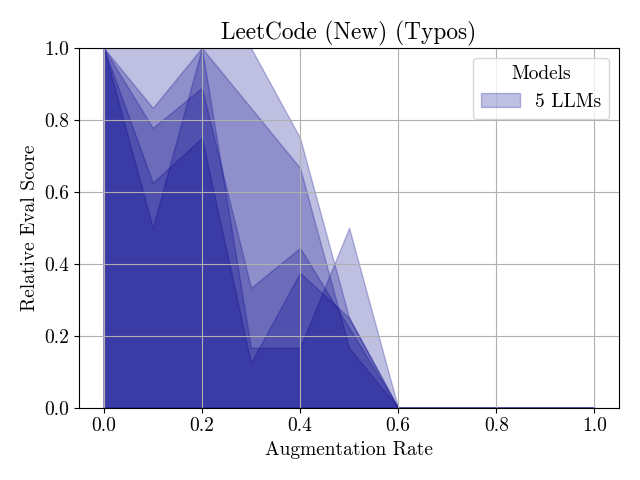 LeetCode (New) (Typos)
Models
5 LLMs
1.0
0.8
0.6
0.4
0.2
0.0
Relative Eval Score
0.0 0.2 0.4 0.6 0.8 1.0
Augmentation Rate